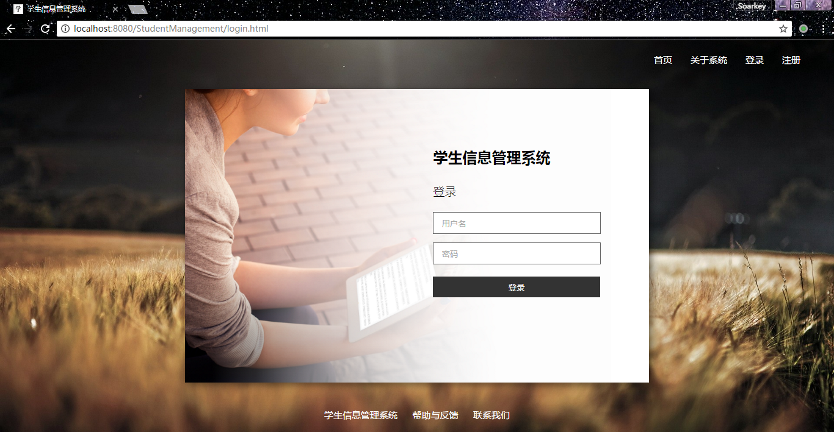 Soarkey
学生信息管理系统
localhost:8080/StudentManagement/login.html
首页 关于系统 登录 注册
学生信息管理系统
登录
用户名
密码
登录
学生信息管理系统 帮助与反馈 联系我们